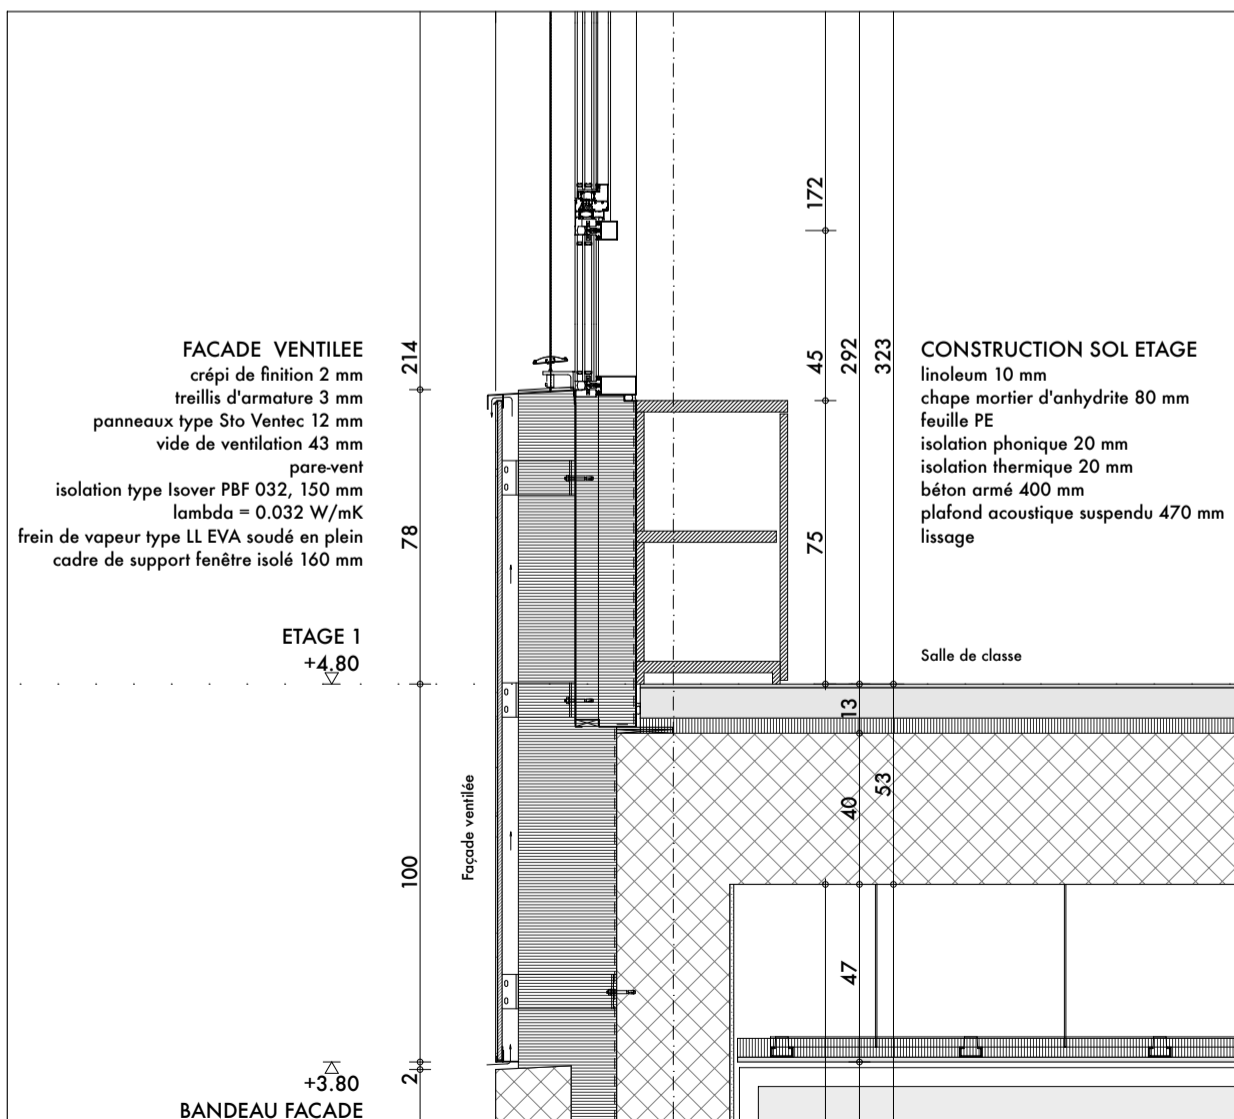 FACADE VENTILEE
crépi de finition 2 mm
treillis d'armature 3 mm
panneaux type Sto Ventec 12 mm
vide de ventilation 43 mm
pare-vent
isolation type Isover PBF 032, 150 mm
lambda = 0.032 W/mK
frein de vapeur type LL EVA soudé en plein
cadre de support fenêtre isolé 160 mm
ETAGE 1
+4.80
+3.80
BANDEAU FACADE
214
78
100
2
Façade ventilée
172
45
292
323
75
13
40
53
47
CONSTRUCTION SOL ETAGE
linoleum 10 mm
chape mortier d'anhydrite 80 mm
feuille PE
isolation phonique 20 mm
isolation thermique 20 mm
béton armé 400 mm
plafond acoustique suspendu 470 mm
lissage
Salle de classe